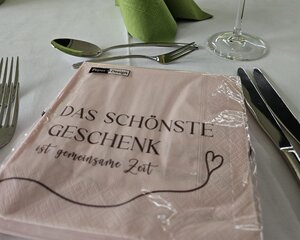 DAS SCHÖNSTE
GESCHENK
ist gemeinsame Zeit